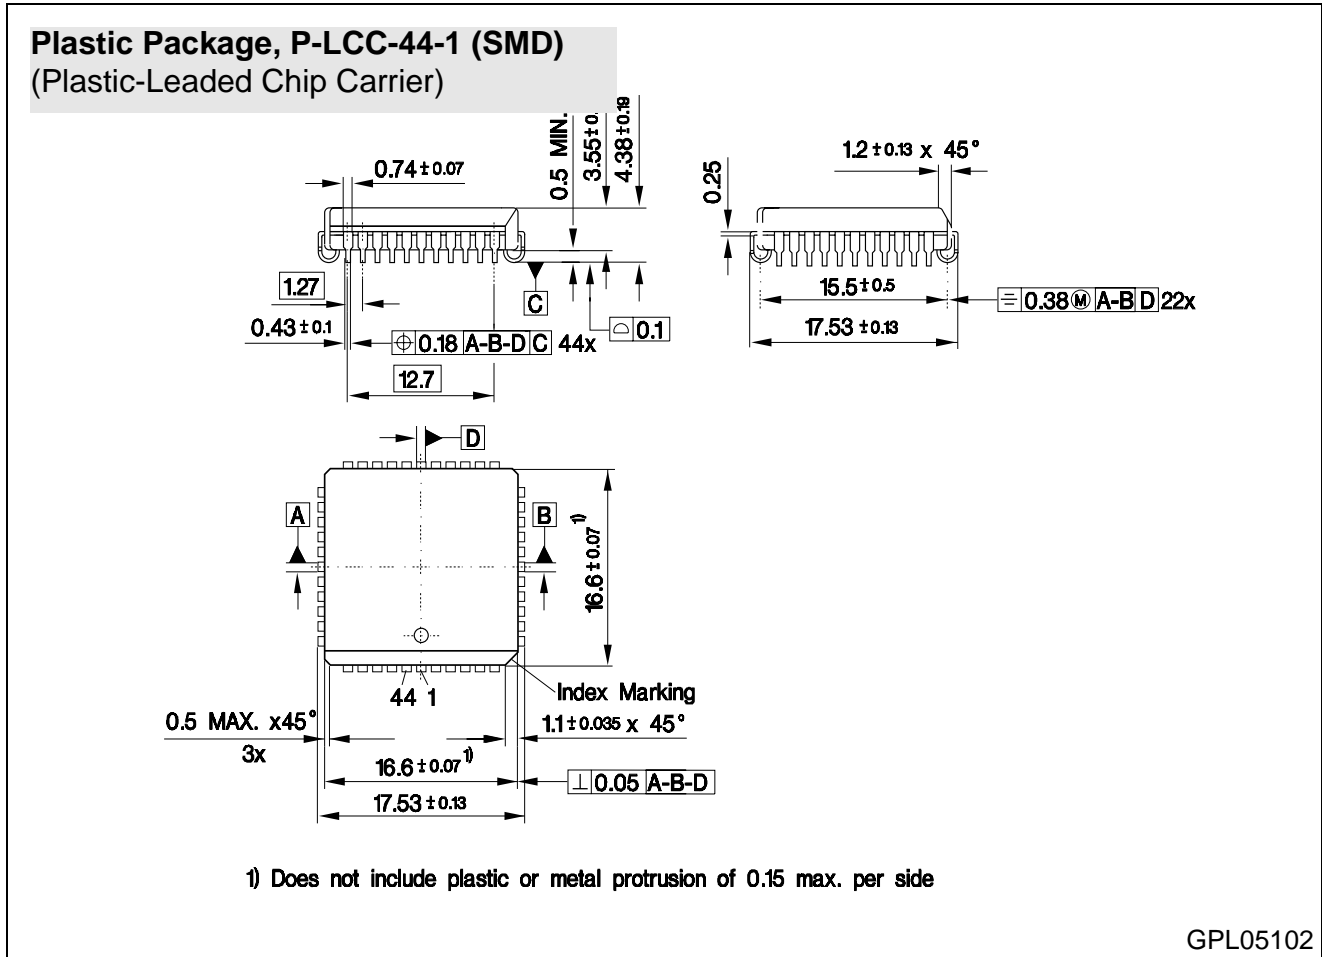 Plastic Package, P-LCC-44-1 (SMD)
(Plastic-Leaded Chip Carrier)
0.74 ± 0.07
0.5 MIN.
3.55±0.
4.38±0.19
1.27
0.43 ± 0.1
C
⌖ 0.18 A-B-D C 44x
⌓ 0.1
12.7
0.25
1.2 ± 0.13 x 45°
15.5 ± 0.5
⌯ 0.38 Ⓜ A-B D 22x
17.53 ± 0.13
D
A
B
16.6 ± 0.07 1)
44 1
Index Marking
0.5 MAX. x45°
3x
1.1 ± 0.035 x 45°
16.6 ± 0.07 1)
⊥ 0.05 A-B-D
17.53 ± 0.13
1) Does not include plastic or metal protrusion of 0.15 max. per side
GPL05102